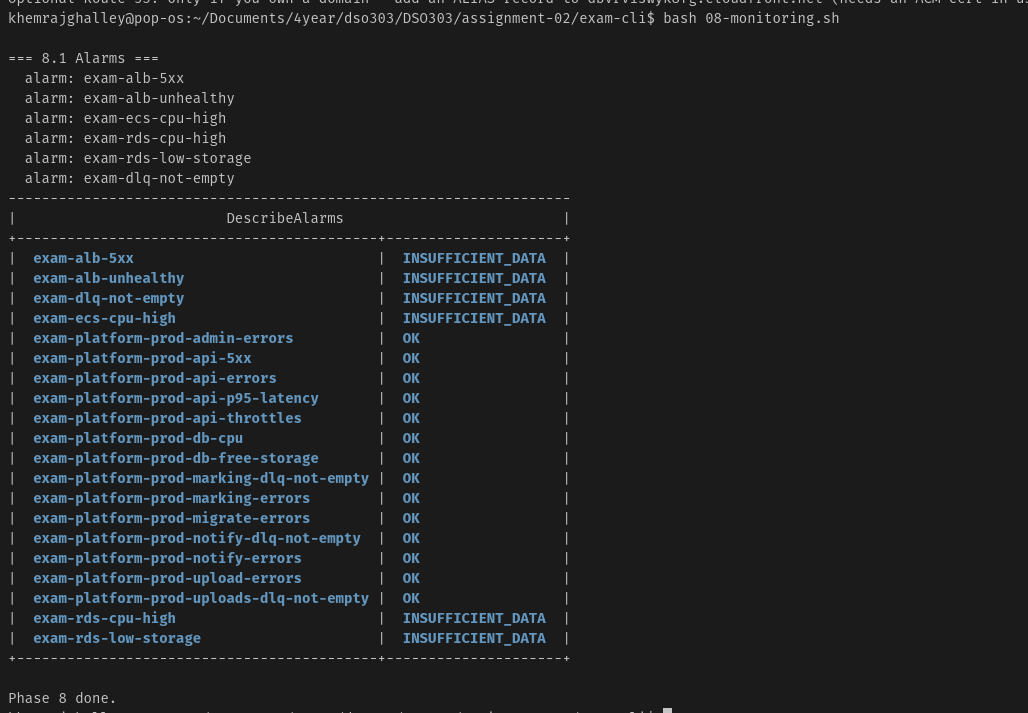 khemrajghalley@pop-os:~/Documents/4year/dso303/DSO303/assignment-02/exam-cli$ bash 08-monitoring.sh
=== 8.1 Alarms ===
alarm: exam-alb-5xx
alarm: exam-alb-unhealthy
alarm: exam-ecs-cpu-high
alarm: exam-rds-cpu-high
alarm: exam-rds-low-storage
alarm: exam-dlq-not-empty
----------------------------------------------------------------
| DescribeAlarms |
+------------------------------------------+---------------------+
| exam-alb-5xx | INSUFFICIENT_DATA |
| exam-alb-unhealthy | INSUFFICIENT_DATA |
| exam-dlq-not-empty | INSUFFICIENT_DATA |
| exam-ecs-cpu-high | INSUFFICIENT_DATA |
| exam-platform-prod-admin-errors | OK |
| exam-platform-prod-api-5xx | OK |
| exam-platform-prod-api-errors | OK |
| exam-platform-prod-api-p95-latency | OK |
| exam-platform-prod-api-throttles | OK |
| exam-platform-prod-db-cpu | OK |
| exam-platform-prod-db-free-storage | OK |
| exam-platform-prod-marking-dlq-not-empty | OK |
| exam-platform-prod-marking-errors | OK |
| exam-platform-prod-migrate-errors | OK |
| exam-platform-prod-notify-dlq-not-empty | OK |
| exam-platform-prod-notify-errors | OK |
| exam-platform-prod-upload-errors | OK |
| exam-platform-prod-uploads-dlq-not-empty | OK |
| exam-rds-cpu-high | INSUFFICIENT_DATA |
| exam-rds-low-storage | INSUFFICIENT_DATA |
+------------------------------------------+---------------------+
Phase 8 done.